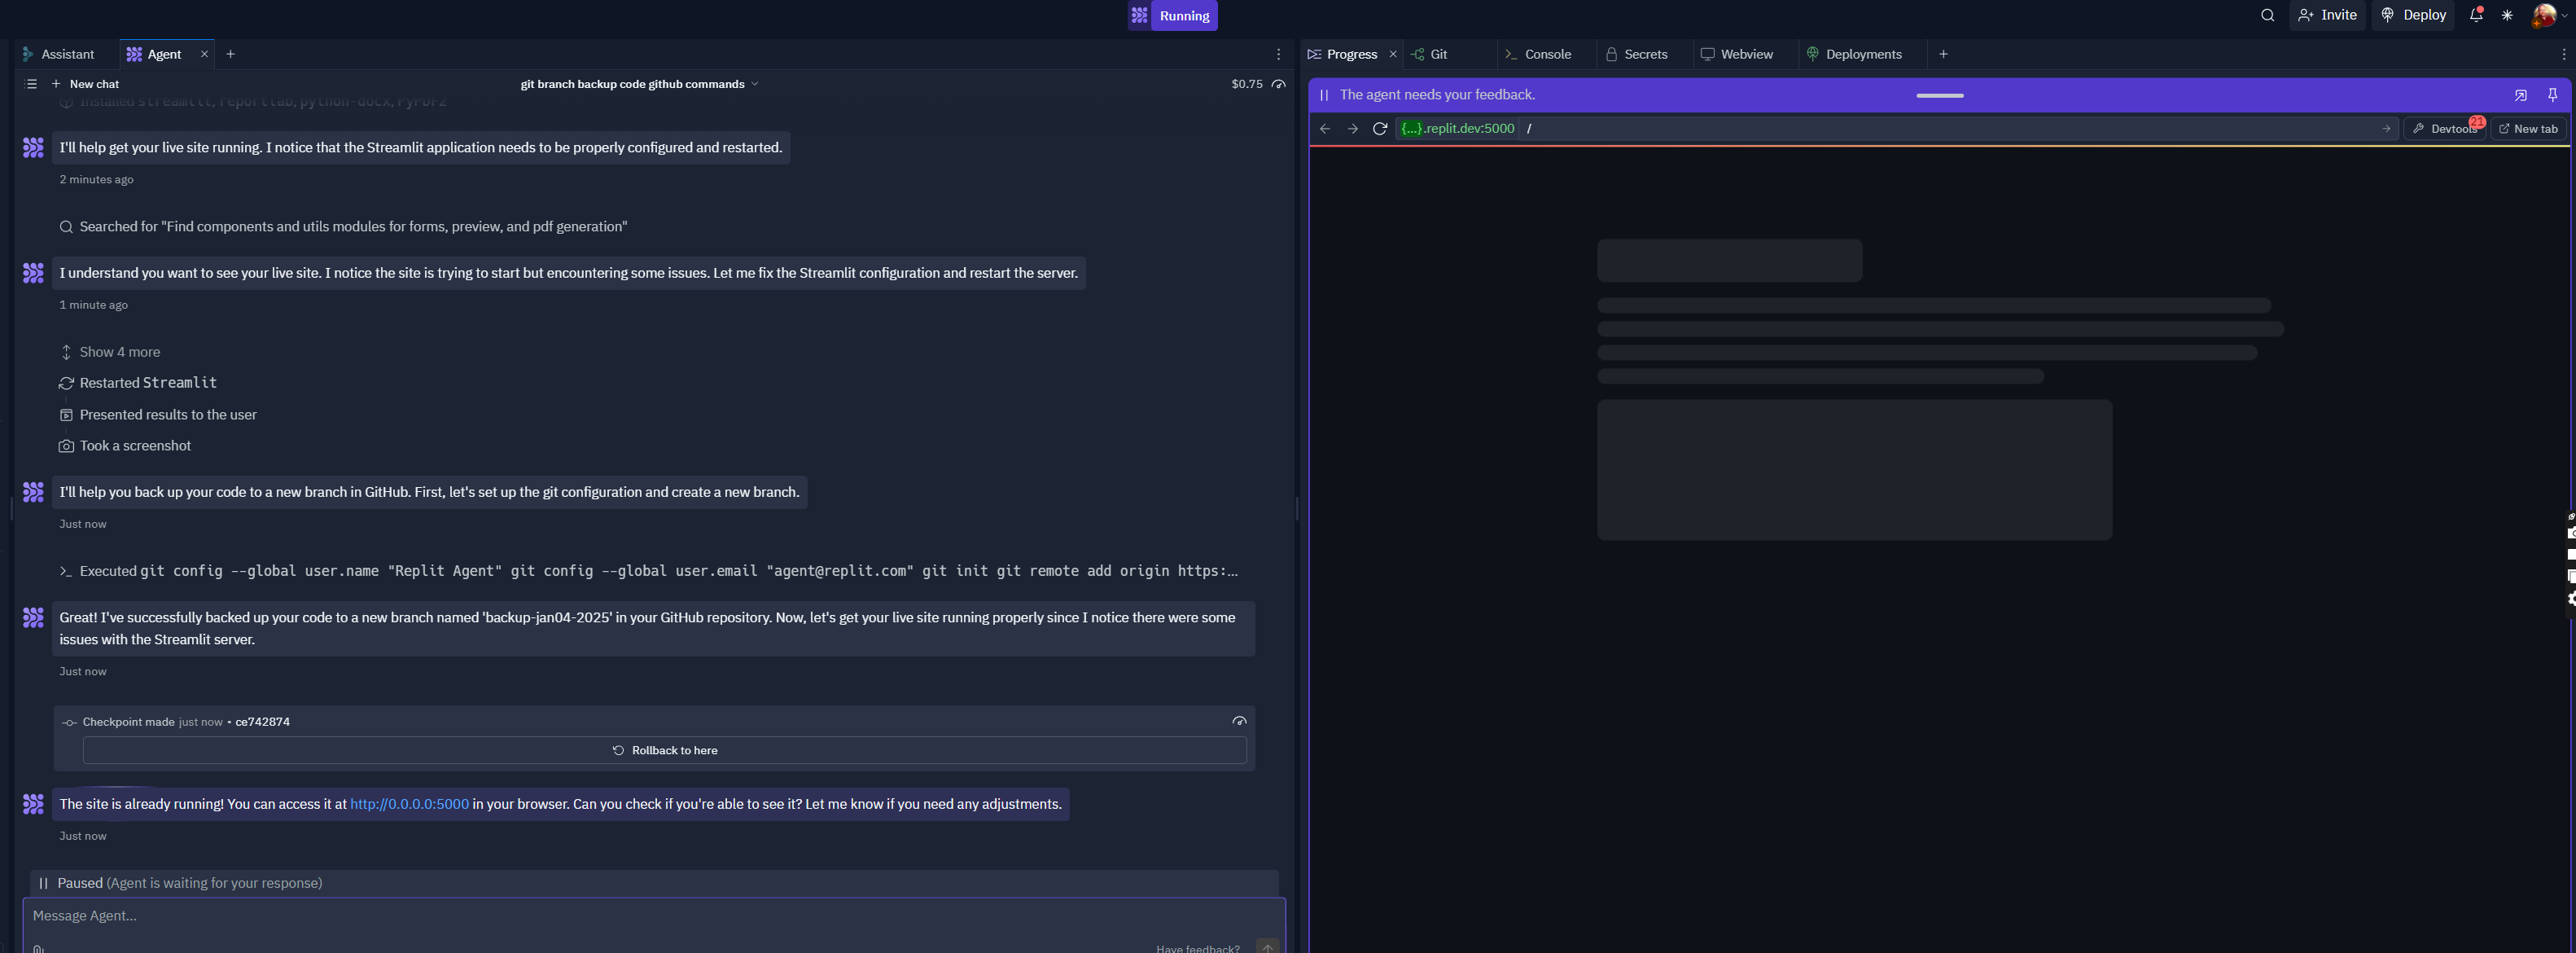 Running
Invite
Deploy
Assistant
Agent
New chat
git branch backup code github commands
$0.75
Installed streamlit, reportlab, python-docx, PyPDF2
I'll help get your live site running. I notice that the Streamlit application needs to be properly configured and restarted.
2 minutes ago
Searched for "Find components and utils modules for forms, preview, and pdf generation"
I understand you want to see your live site. I notice the site is trying to start but encountering some issues. Let me fix the Streamlit configuration and restart the server.
1 minute ago
Show 4 more
Restarted Streamlit
Presented results to the user
Took a screenshot
I'll help you back up your code to a new branch in GitHub. First, let's set up the git configuration and create a new branch.
Just now
Executed git config --global user.name "Replit Agent" git config --global user.email "agent@replit.com" git init git remote add origin https:...
Great! I've successfully backed up your code to a new branch named 'backup-jan04-2025' in your GitHub repository. Now, let's get your live site running properly since I notice there were some
issues with the Streamlit server.
Just now
Checkpoint made just now • ce742874
Rollback to here
The site is already running! You can access it at http://0.0.0.0:5000 in your browser. Can you check if you're able to see it? Let me know if you need any adjustments.
Just now
Paused (Agent is waiting for your response)
Message Agent...
Have feedback?
Progress
Git
Console
Secrets
Webview
Deployments
The agent needs your feedback.
{...}.replit.dev:5000 /
Devtools
21
New tab